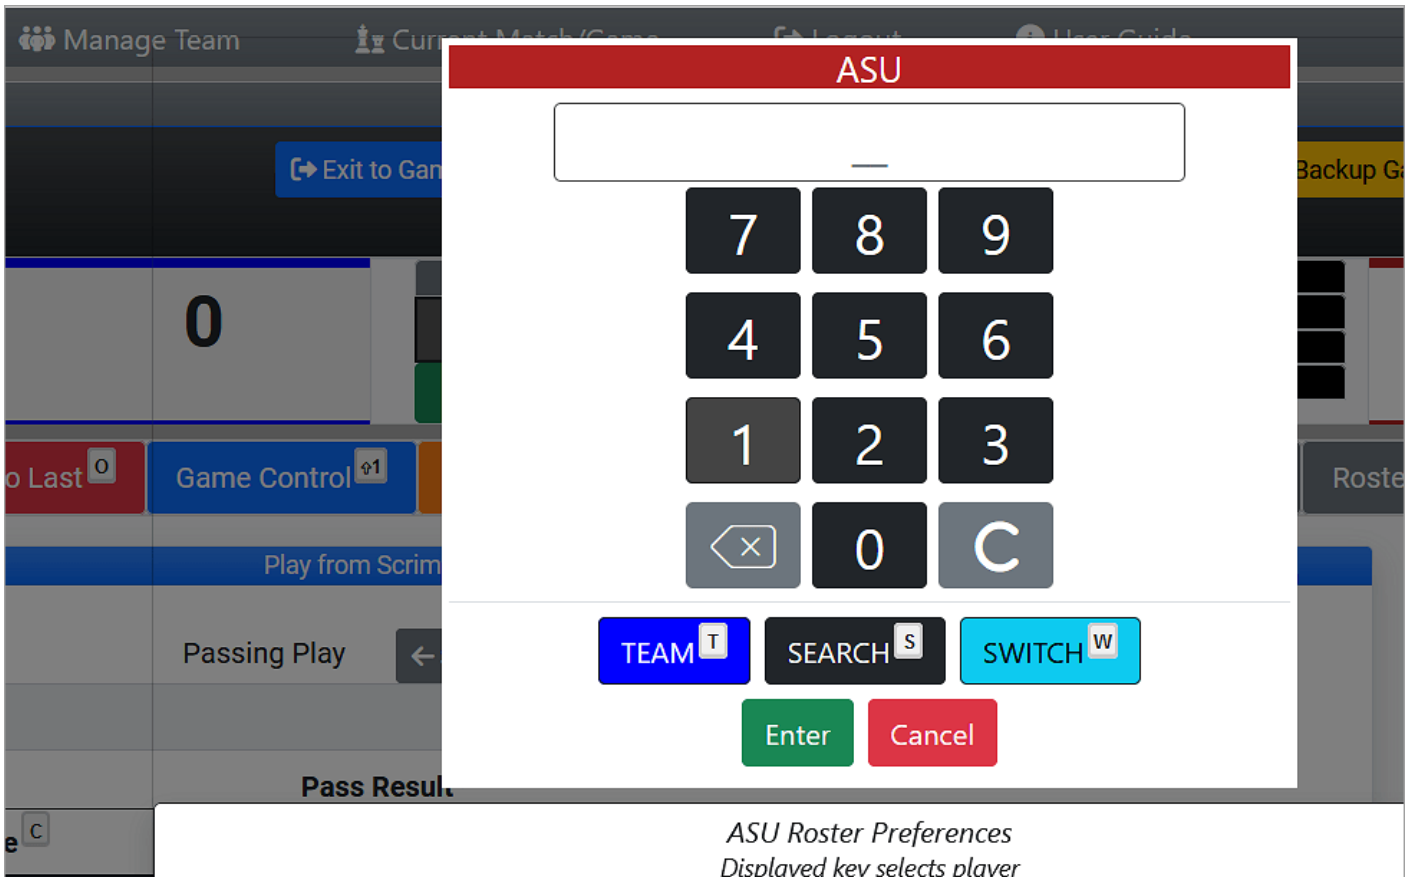 Manage Team
ASU
Exit to Gam
Backup Ga
7 8 9
0
4 5 6
1 2 3
o Last O
Game Control ⇧1
Roste
0 C
Play from Scrim
TEAM T
SEARCH S
SWITCH W
Passing Play
Enter
Cancel
Pass Result
e C
ASU Roster Preferences
Displayed key selects player